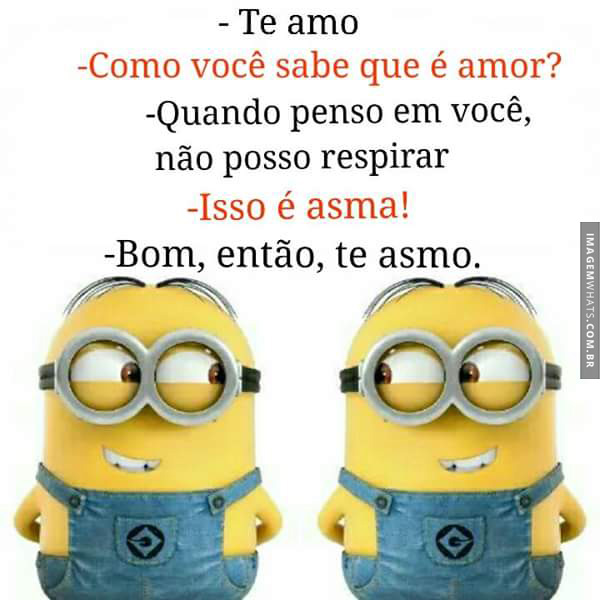 - Te amo
-Como você sabe que é amor?
-Quando penso em você,
não posso respirar
-Isso é asma!
-Bom, então, te asmo.
IMAGEMWHATS.COM.BR